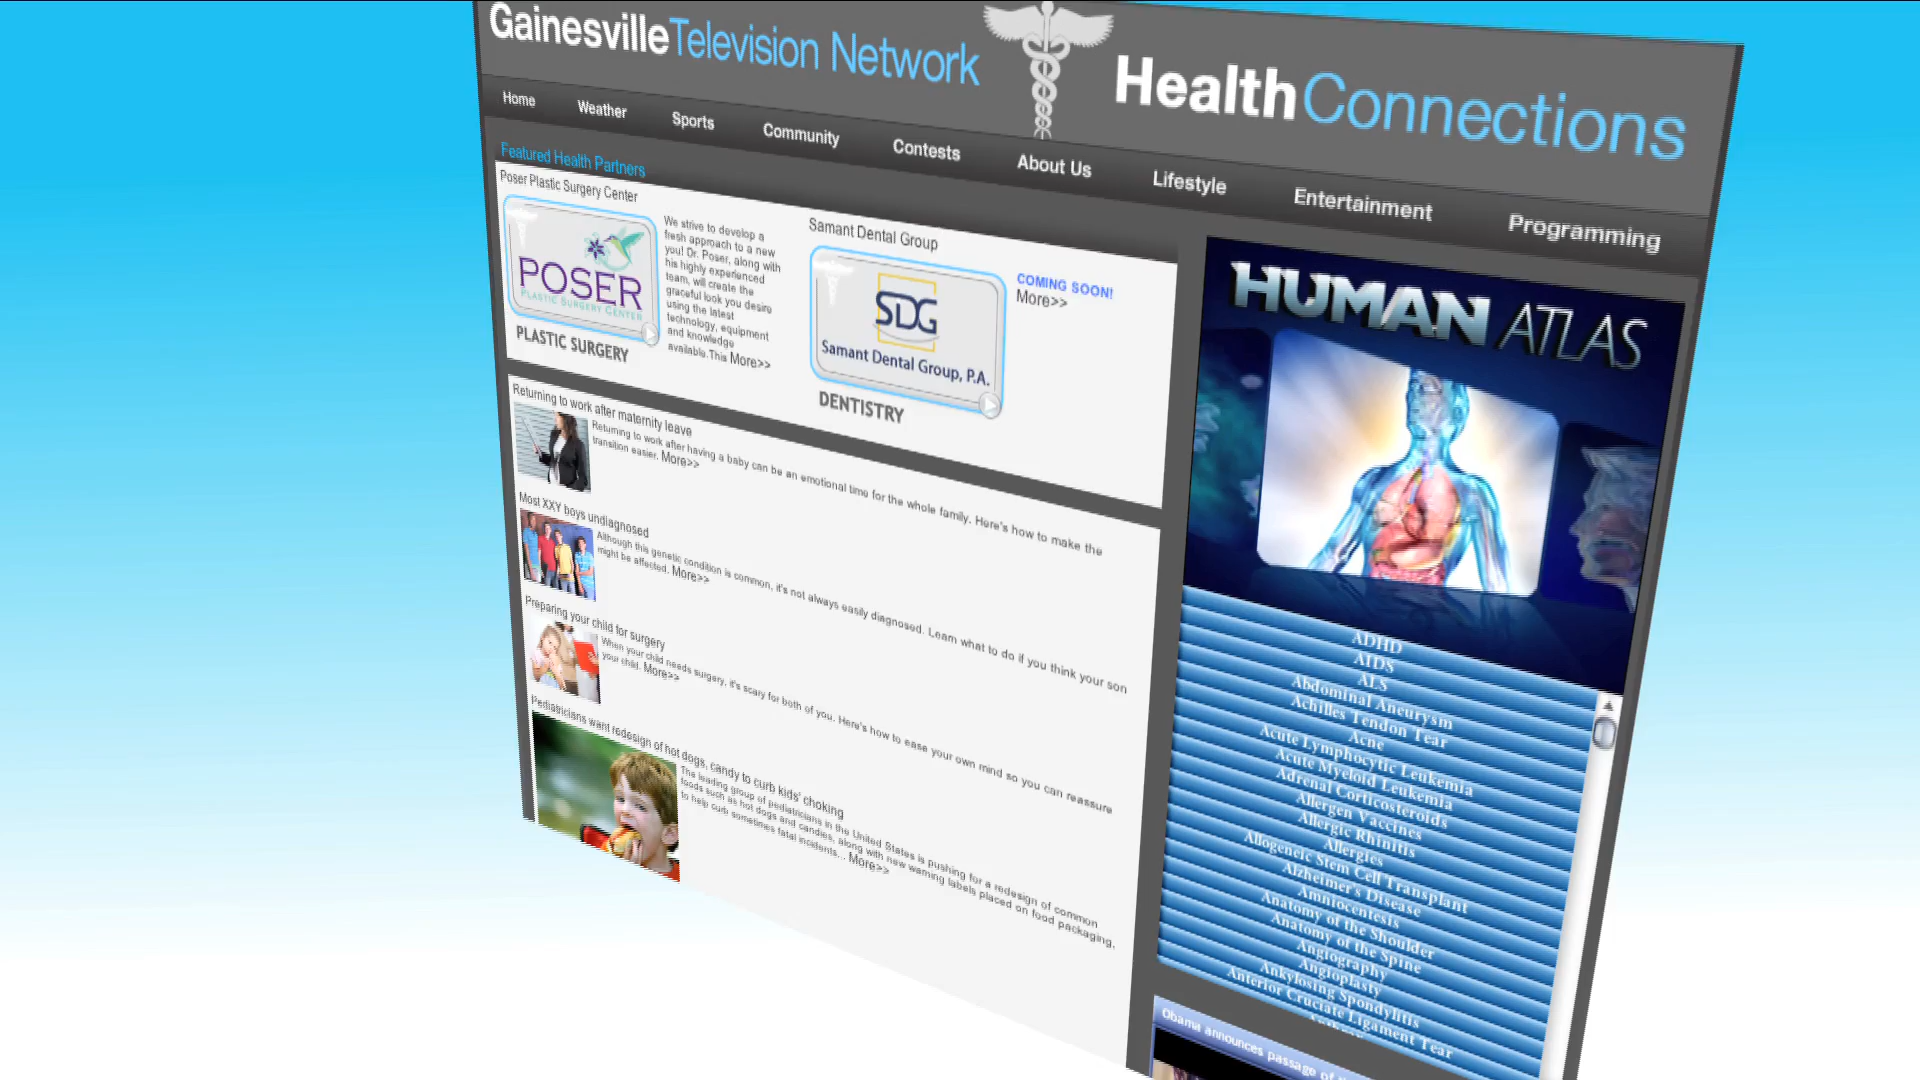 Gainesville Television Network
HealthConnections
Home Weather Sports Community Contests About Us Lifestyle Entertainment Programming
Featured Health Partners
Poser Plastic Surgery Center
POSER
PLASTIC SURGERY CENTER
PLASTIC SURGERY
We strive to develop a
fresh approach to a new
you! Dr. Poser, along with
his highly experienced
team, will create the
graceful look you desire
using the latest
technology, equipment
and knowledge
available.This More>>
Samant Dental Group
SDG
Samant Dental Group, P.A.
DENTISTRY
COMING SOON!
More>>
Returning to work after maternity leave
Returning to work after having a baby can be an emotional time for the whole family. Here's how to make the
transition easier. More>>
Most XXY boys undiagnosed
Although this genetic condition is common, it's not always easily diagnosed. Learn what to do if you think your son
might be affected. More>>
Preparing your child for surgery
When your child needs surgery, it's scary for both of you. Here's how to ease your own mind so you can reassure
your child. More>>
Pediatricians want redesign of hot dogs, candy to curb kids' choking
The leading group of pediatricians in the United States is pushing for a redesign of common
foods such as hot dogs and candies, along with new warning labels placed on food packaging,
to help curb sometimes fatal incidents... More>>
HUMAN ATLAS
ADHD
AIDS
ALS
Abdominal Aneurysm
Achilles Tendon Tear
Acne
Acute Lymphocytic Leukemia
Acute Myeloid Leukemia
Adrenal Corticosteroids
Allergen Vaccines
Allergic Rhinitis
Allergies
Allogeneic Stem Cell Transplant
Alzheimer's Disease
Amniocentesis
Anatomy of the Shoulder
Anatomy of the Spine
Angiography
Angioplasty
Ankylosing Spondylitis
Anterior Cruciate Ligament Tear
Obama announces passage of